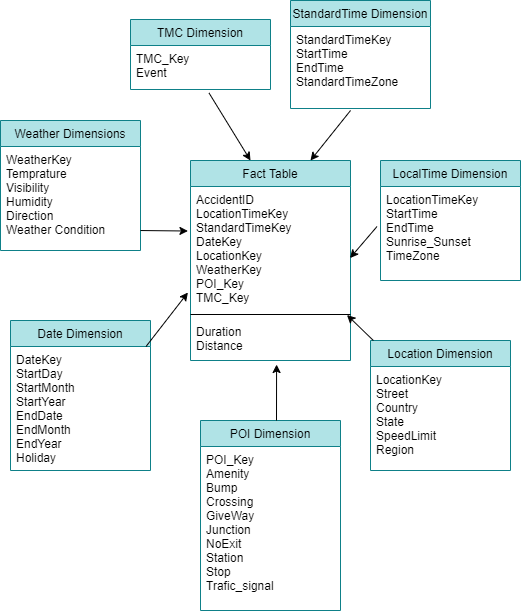 TMC Dimension
TMC_Key
Event
StandardTime Dimension
StandardTimeKey
StartTime
EndTime
StandardTimeZone
Weather Dimensions
WeatherKey
Temprature
Visibility
Humidity
Direction
Weather Condition
Fact Table
AccidentID
LocationTimeKey
StandardTimeKey
DateKey
LocationKey
WeatherKey
POI_Key
TMC_Key
Duration
Distance
LocalTime Dimension
LocationTimeKey
StartTime
EndTime
Sunrise_Sunset
TimeZone
Date Dimension
DateKey
StartDay
StartMonth
StartYear
EndDate
EndMonth
EndYear
Holiday
POI Dimension
POI_Key
Amenity
Bump
Crossing
GiveWay
Junction
NoExit
Station
Stop
Trafic_signal
Location Dimension
LocationKey
Street
Country
State
SpeedLimit
Region